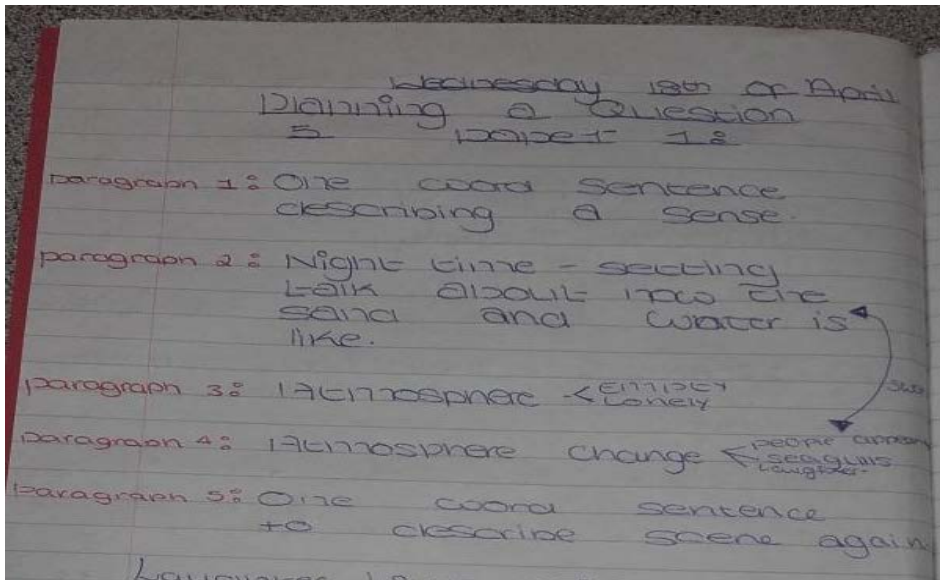 Wednesday 18th of April
Planning a Question
5 paper 1:
paragraph 1: One word sentence
describing a sense.
paragraph 2: Night time - setting
talk about how the
sand and water is
like.
paragraph 3: Atmosphere < empty
lonely
paragraph 4: Atmosphere change < people appear
seagulls
laughter
paragraph 5: One word sentence
to describe scene again